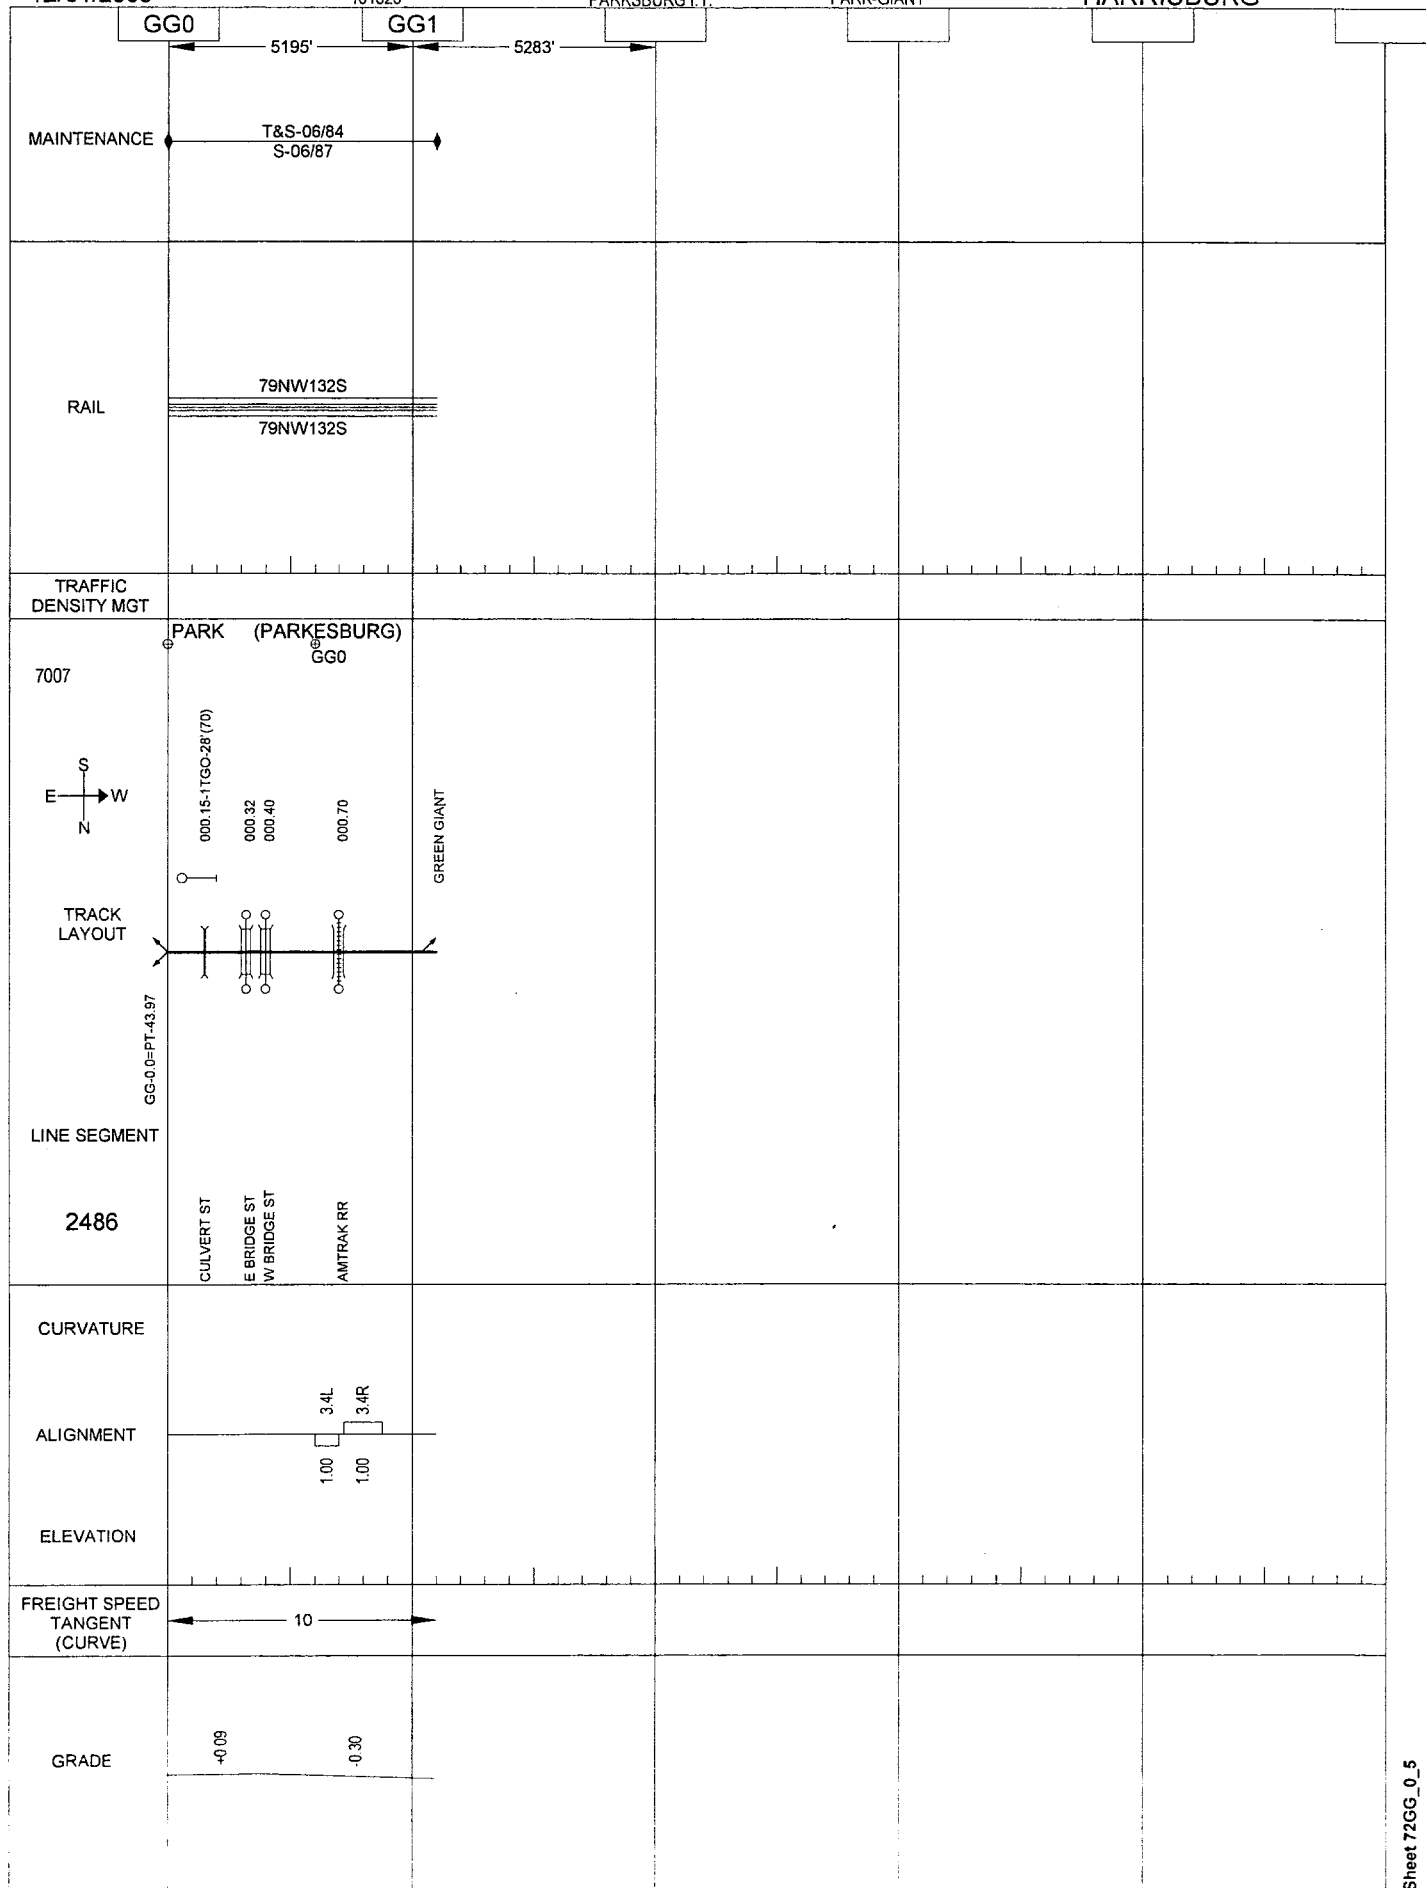 HARRISBURG
GG0
GG1
5195'
5283'
MAINTENANCE
T&S-06/84
S-06/87
RAIL
79NW132S
79NW132S
TRAFFIC
DENSITY MGT
PARK (PARKESBURG)
GG0
7007
S
E W
N
000.15-1TGO-28'(70)
000.32
000.40
000.70
GREEN GIANT
TRACK
LAYOUT
GG-0.0=PT-43.97
LINE SEGMENT
2486
CULVERT ST
E BRIDGE ST
W BRIDGE ST
AMTRAK RR
CURVATURE
3.4L
3.4R
ALIGNMENT
1.00
1.00
ELEVATION
FREIGHT SPEED
TANGENT
(CURVE)
10
GRADE
+0.09
-0.30
Sheet 72GG_0_5